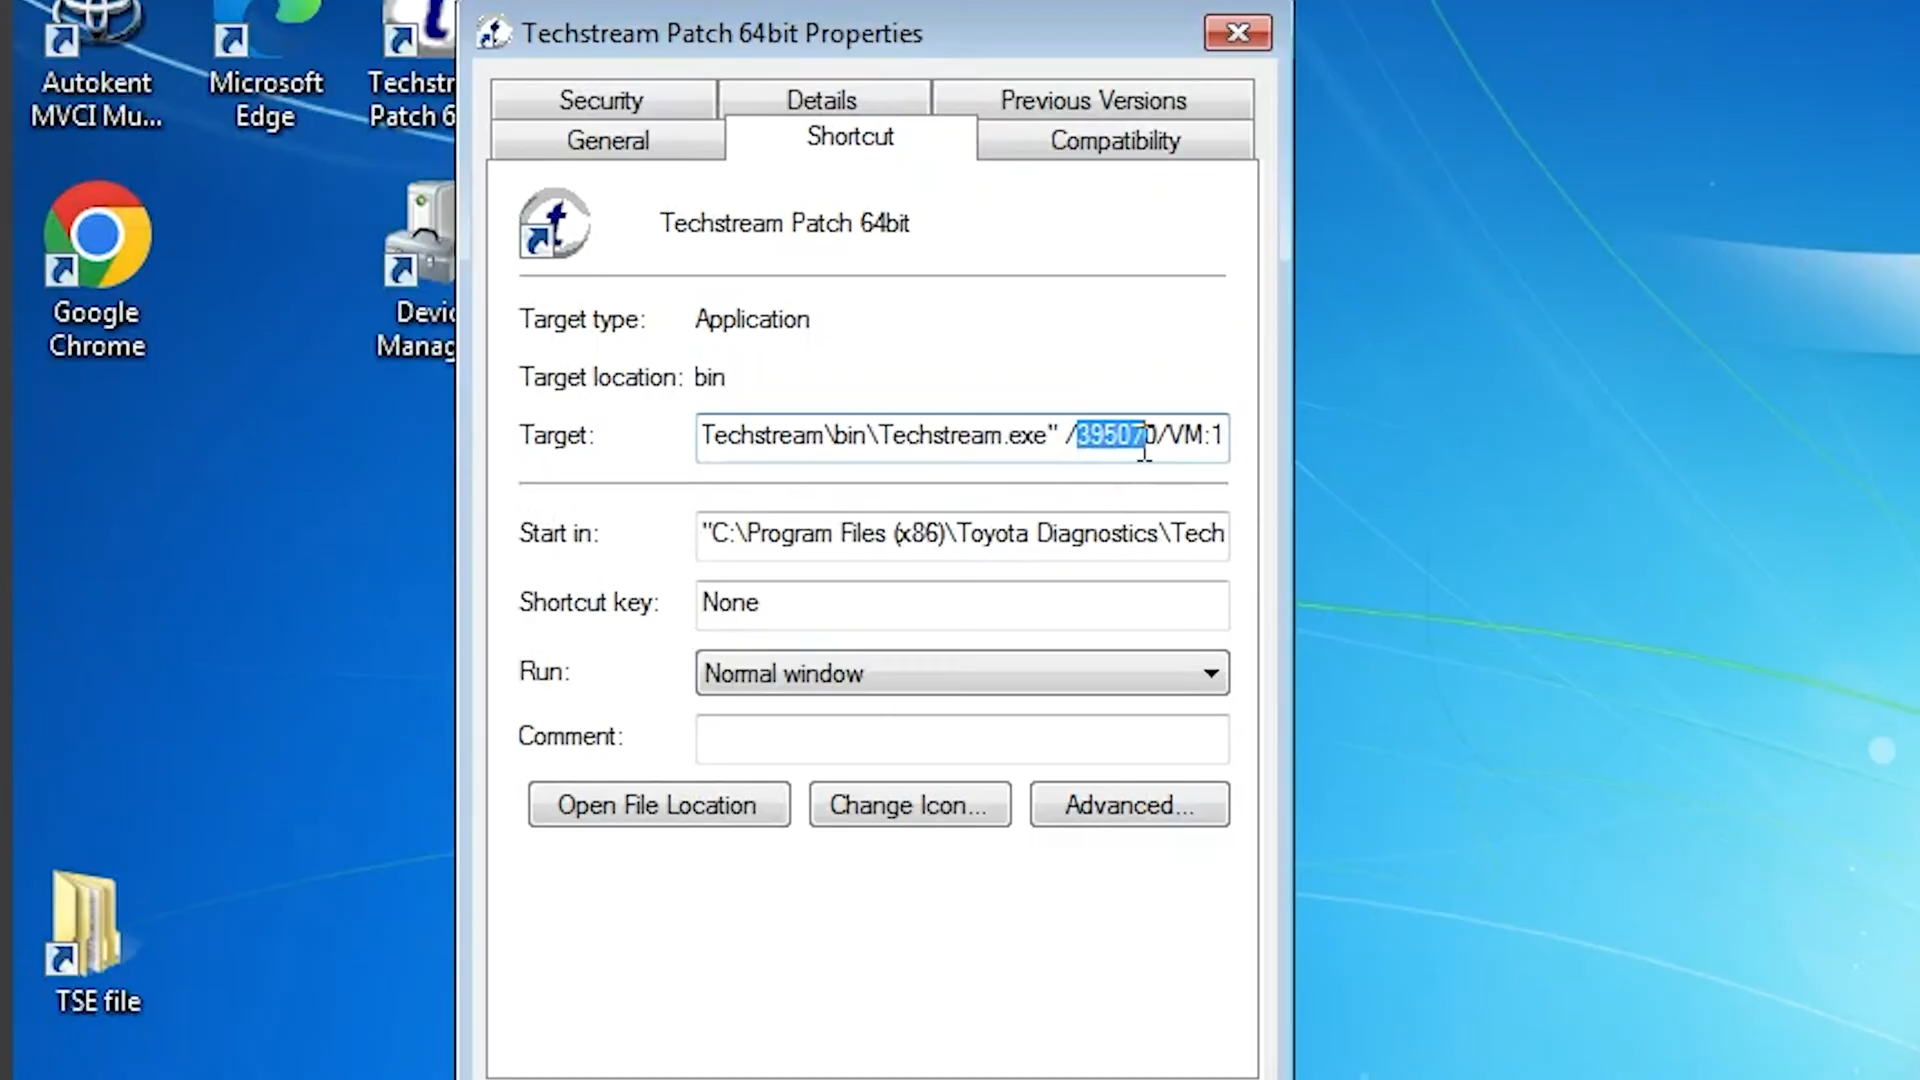 Techstream Patch 64bit Properties
Autokent
MVCI Mu...
Microsoft
Edge
Techstr
Patch 6
Security
Details
Previous Versions
General
Shortcut
Compatibility
Techstream Patch 64bit
Google
Chrome
Devic
Manag
Target type:
Application
Target location:
bin
Target:
Techstream\bin\Techstream.exe" /395070/VM:1
Start in:
"C:\Program Files (x86)\Toyota Diagnostics\Tech
Shortcut key:
None
Run:
Normal window
Comment:
Open File Location
Change Icon...
Advanced...
TSE file